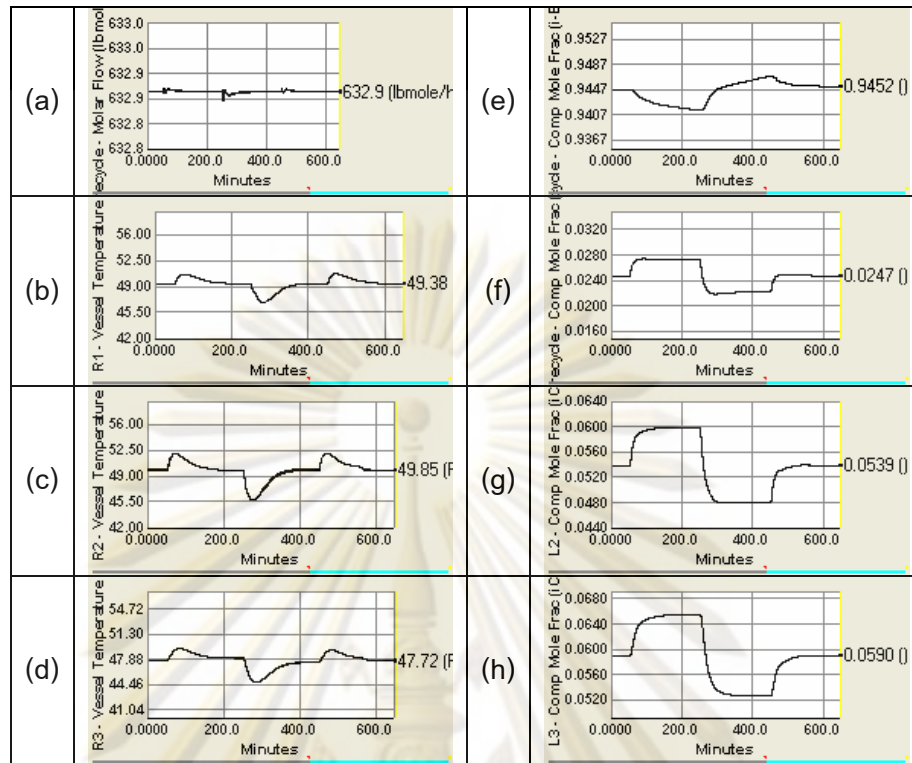 (a)
Recycle - Molar Flow (lbmol
633.0
633.0
632.9
632.9
632.8
632.8
0.0000 200.0 400.0 600.0
Minutes
632.9 (lbmole/h
(e)
Recycle - Comp Mole Frac (i-B
0.9527
0.9487
0.9447
0.9407
0.9367
0.0000 200.0 400.0 600.0
Minutes
0.9452 ()
(b)
R1 - Vessel Temperature
56.00
52.50
49.00
45.50
42.00
0.0000 200.0 400.0 600.0
Minutes
49.38
(f)
Recycle - Comp Mole Frac (i C
0.0320
0.0280
0.0240
0.0200
0.0160
0.0000 200.0 400.0 600.0
Minutes
0.0247 ()
(c)
R2 - Vessel Temperature
56.00
52.50
49.00
45.50
42.00
0.0000 200.0 400.0 600.0
Minutes
49.85 (F
(g)
L2 - Comp Mole Frac (i C
0.0640
0.0600
0.0560
0.0520
0.0480
0.0440
0.0000 200.0 400.0 600.0
Minutes
0.0539 ()
(d)
R3 - Vessel Temperature
54.72
51.30
47.88
44.46
41.04
0.0000 200.0 400.0 600.0
Minutes
47.72 (F
(h)
L3 - Comp Mole Frac (i C
0.0680
0.0640
0.0600
0.0560
0.0520
0.0000 200.0 400.0 600.0
Minutes
0.0590 ()